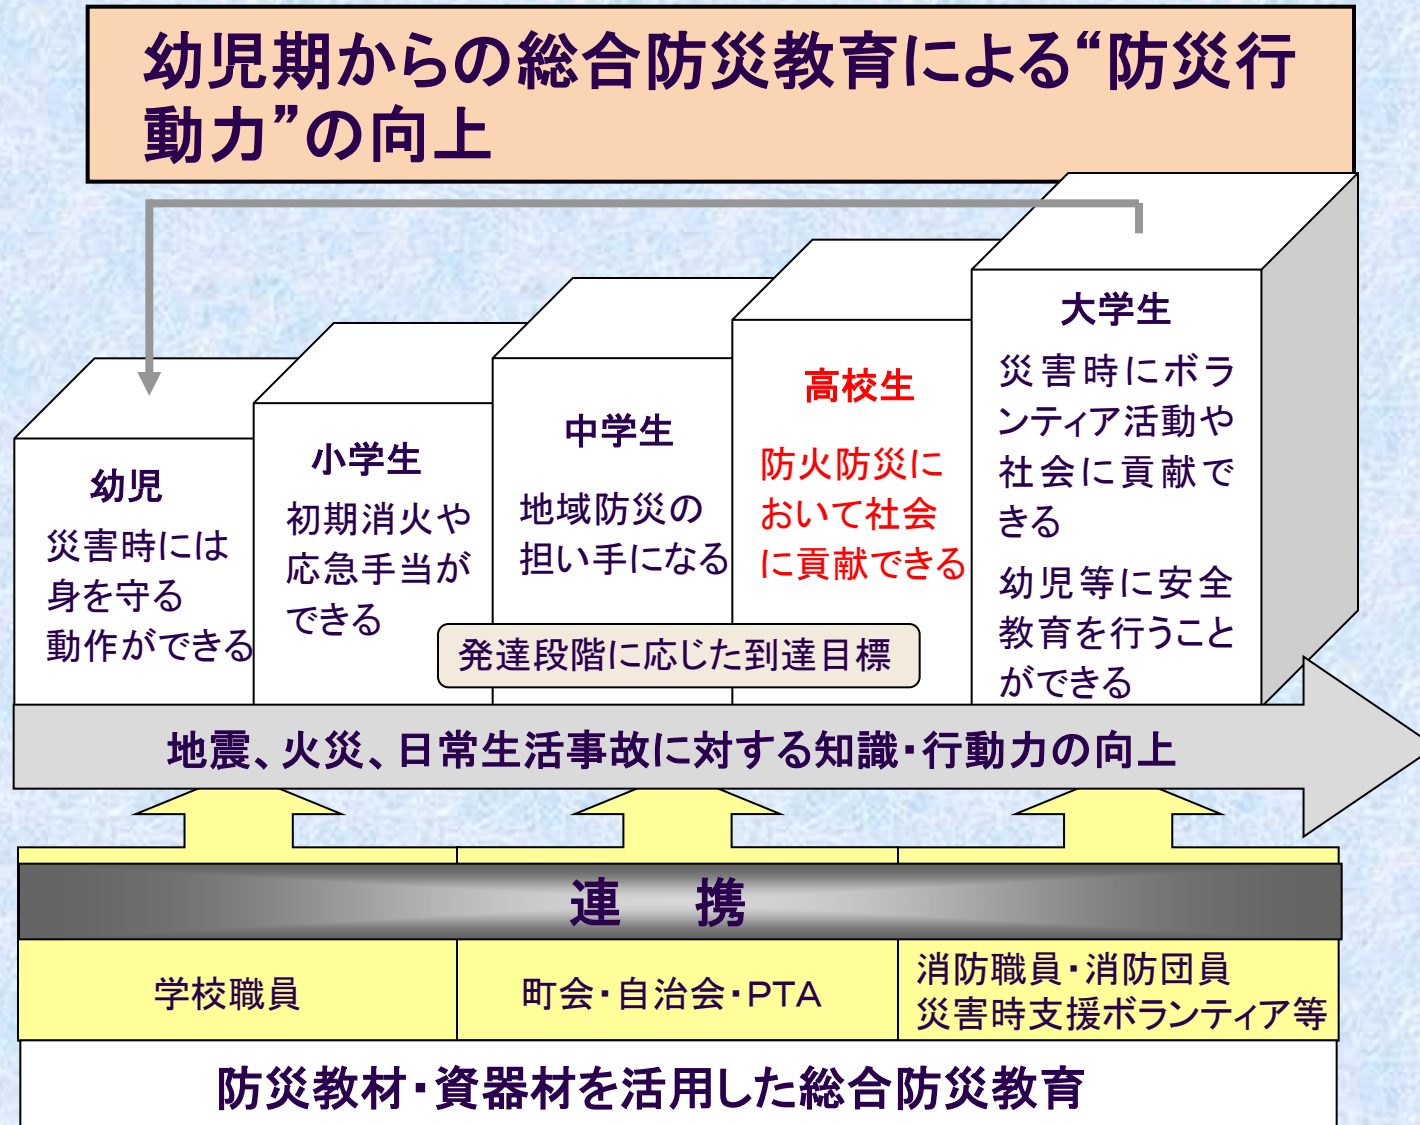 幼児期からの総合防災教育による“防災行
動力”の向上
幼児
災害時には
身を守る
動作ができる
小学生
初期消火や
応急手当が
できる
中学生
地域防災の
担い手になる
高校生
防火防災に
おいて社会
に貢献できる
大学生
災害時にボラ
ンティア活動や
社会に貢献で
きる
幼児等に安全
教育を行うこと
ができる
発達段階に応じた到達目標
地震、火災、日常生活事故に対する知識・行動力の向上
連　携
学校職員
町会・自治会・PTA
消防職員・消防団員
災害時支援ボランティア等
防災教材・資器材を活用した総合防災教育